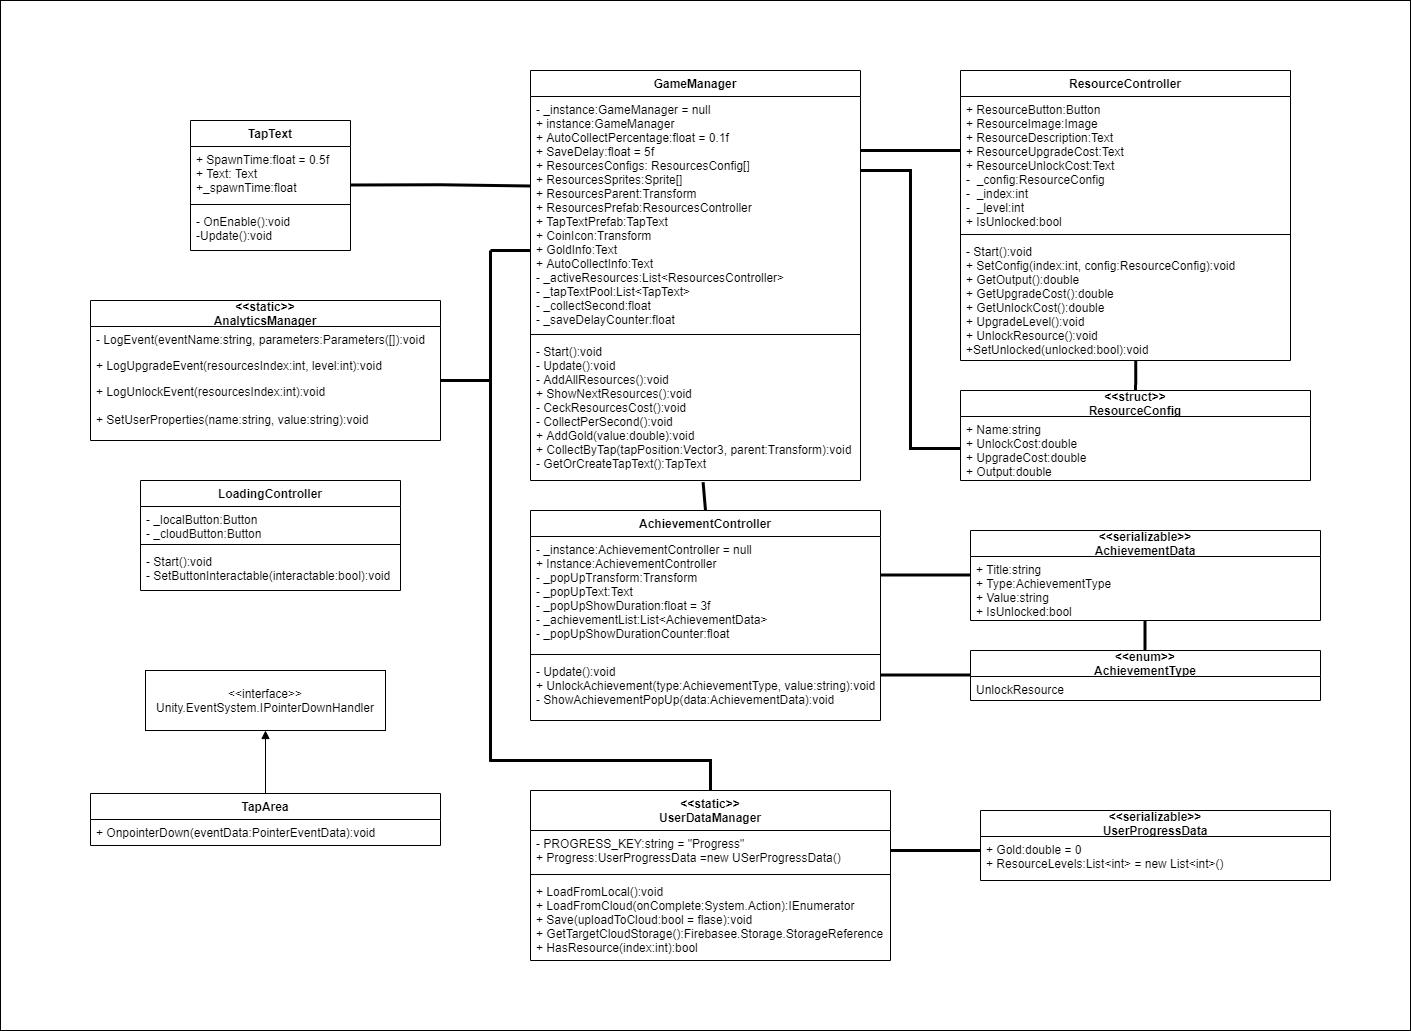 TapText
+ SpawnTime:float = 0.5f
+ Text: Text
+_spawnTime:float
- OnEnable():void
-Update():void
<<static>>
AnalyticsManager
- LogEvent(eventName:string, parameters:Parameters([]):void
+ LogUpgradeEvent(resourcesIndex:int, level:int):void
+ LogUnlockEvent(resourcesIndex:int):void
+ SetUserProperties(name:string, value:string):void
LoadingController
- _localButton:Button
- _cloudButton:Button
- Start():void
- SetButtonInteractable(interactable:bool):void
<<interface>>
Unity.EventSystem.IPointerDownHandler
TapArea
+ OnpointerDown(eventData:PointerEventData):void
GameManager
- _instance:GameManager = null
+ instance:GameManager
+ AutoCollectPercentage:float = 0.1f
+ SaveDelay:float = 5f
+ ResourcesConfigs: ResourcesConfig[]
+ ResourcesSprites:Sprite[]
+ ResourcesParent:Transform
+ ResourcesPrefab:ResourcesController
+ TapTextPrefab:TapText
+ CoinIcon:Transform
+ GoldInfo:Text
+ AutoCollectInfo:Text
- _activeResources:List<ResourcesController>
- _tapTextPool:List<TapText>
- _collectSecond:float
- _saveDelayCounter:float
- Start():void
- Update():void
- AddAllResources():void
+ ShowNextResources():void
- CeckResourcesCost():void
- CollectPerSecond():void
+ AddGold(value:double):void
+ CollectByTap(tapPosition:Vector3, parent:Transform):void
- GetOrCreateTapText():TapText
AchievementController
- _instance:AchievementController = null
+ Instance:AchievementController
- _popUpTransform:Transform
- _popUpText:Text
- _popUpShowDuration:float = 3f
- _achievementList:List<AchievementData>
- _popUpShowDurationCounter:float
- Update():void
+ UnlockAchievement(type:AchievementType, value:string):void
- ShowAchievementPopUp(data:AchievementData):void
<<static>>
UserDataManager
- PROGRESS_KEY:string = "Progress"
+ Progress:UserProgressData =new USerProgressData()
+ LoadFromLocal():void
+ LoadFromCloud(onComplete:System.Action):IEnumerator
+ Save(uploadToCloud:bool = flase):void
+ GetTargetCloudStorage():Firebasee.Storage.StorageReference
+ HasResource(index:int):bool
ResourceController
+ ResourceButton:Button
+ ResourceImage:Image
+ ResourceDescription:Text
+ ResourceUpgradeCost:Text
+ ResourceUnlockCost:Text
- _config:ResourceConfig
- _index:int
- _level:int
+ IsUnlocked:bool
- Start():void
+ SetConfig(index:int, config:ResourceConfig):void
+ GetOutput():double
+ GetUpgradeCost():double
+ GetUnlockCost():double
+ UpgradeLevel():void
+ UnlockResource():void
+SetUnlocked(unlocked:bool):void
<<struct>>
ResourceConfig
+ Name:string
+ UnlockCost:double
+ UpgradeCost:double
+ Output:double
<<serializable>>
AchievementData
+ Title:string
+ Type:AchievementType
+ Value:string
+ IsUnlocked:bool
<<enum>>
AchievementType
UnlockResource
<<serializable>>
UserProgressData
+ Gold:double = 0
+ ResourceLevels:List<int> = new List<int>()